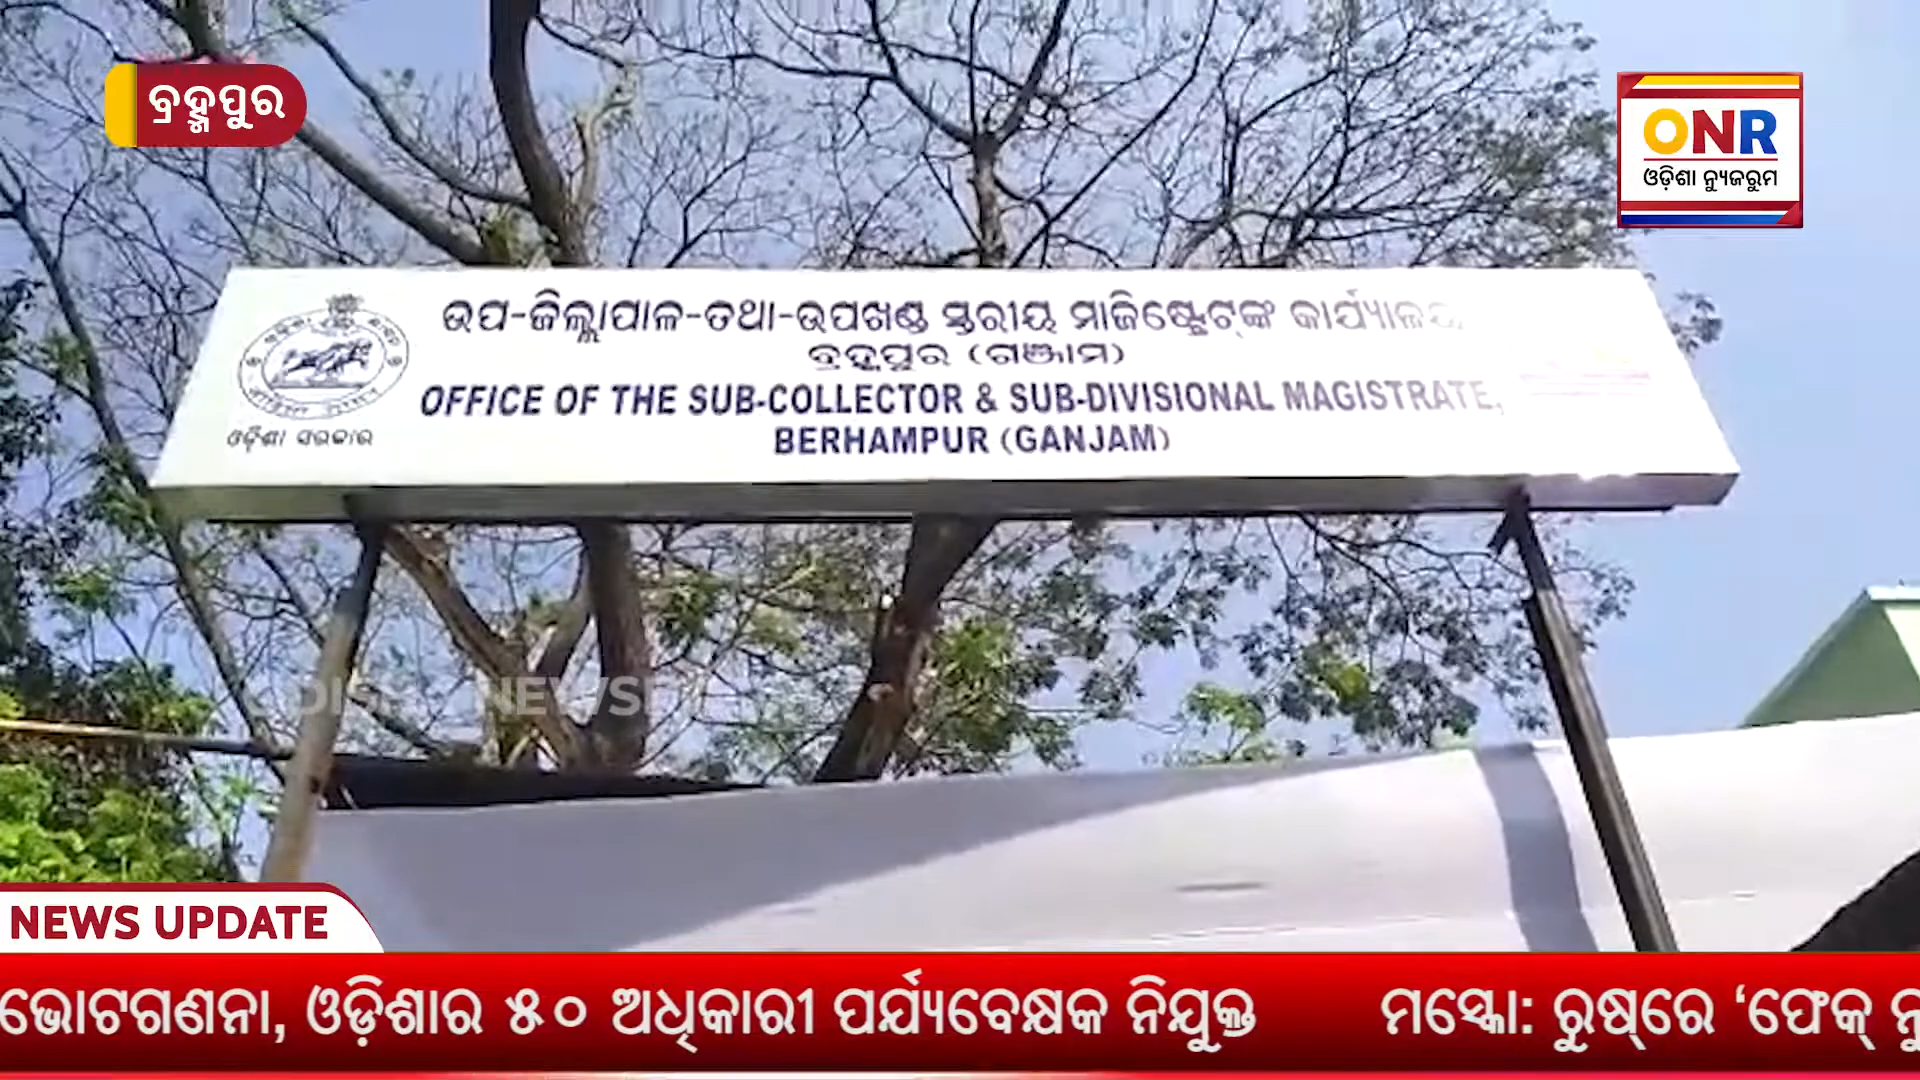 ବ୍ରହ୍ମପୁର
ONR
ଓଡ଼ିଶା ନ୍ୟୁଜରୁମ
ଉପ-ଜିଲ୍ଲାପାଳ-ତଥା-ଉପଖଣ୍ଡ ସ୍ତରୀୟ ମାଜିଷ୍ଟ୍ରେଟ୍‌ଙ୍କ କାର୍ଯ୍ୟାଳୟ
ବ୍ରହ୍ମପୁର (ଗଞ୍ଜାମ)
OFFICE OF THE SUB-COLLECTOR & SUB-DIVISIONAL MAGISTRATE,
BERHAMPUR (GANJAM)
ଓଡ଼ିଶା ସରକାର
NEWS UPDATE
ଭୋଟଗଣନା, ଓଡ଼ିଶାର ୫୦ ଅଧିକାରୀ ପର୍ଯ୍ୟବେକ୍ଷକ ନିଯୁକ୍ତ ମସ୍କୋ: ରୁଷ୍‌ରେ ‘ଫେକ୍